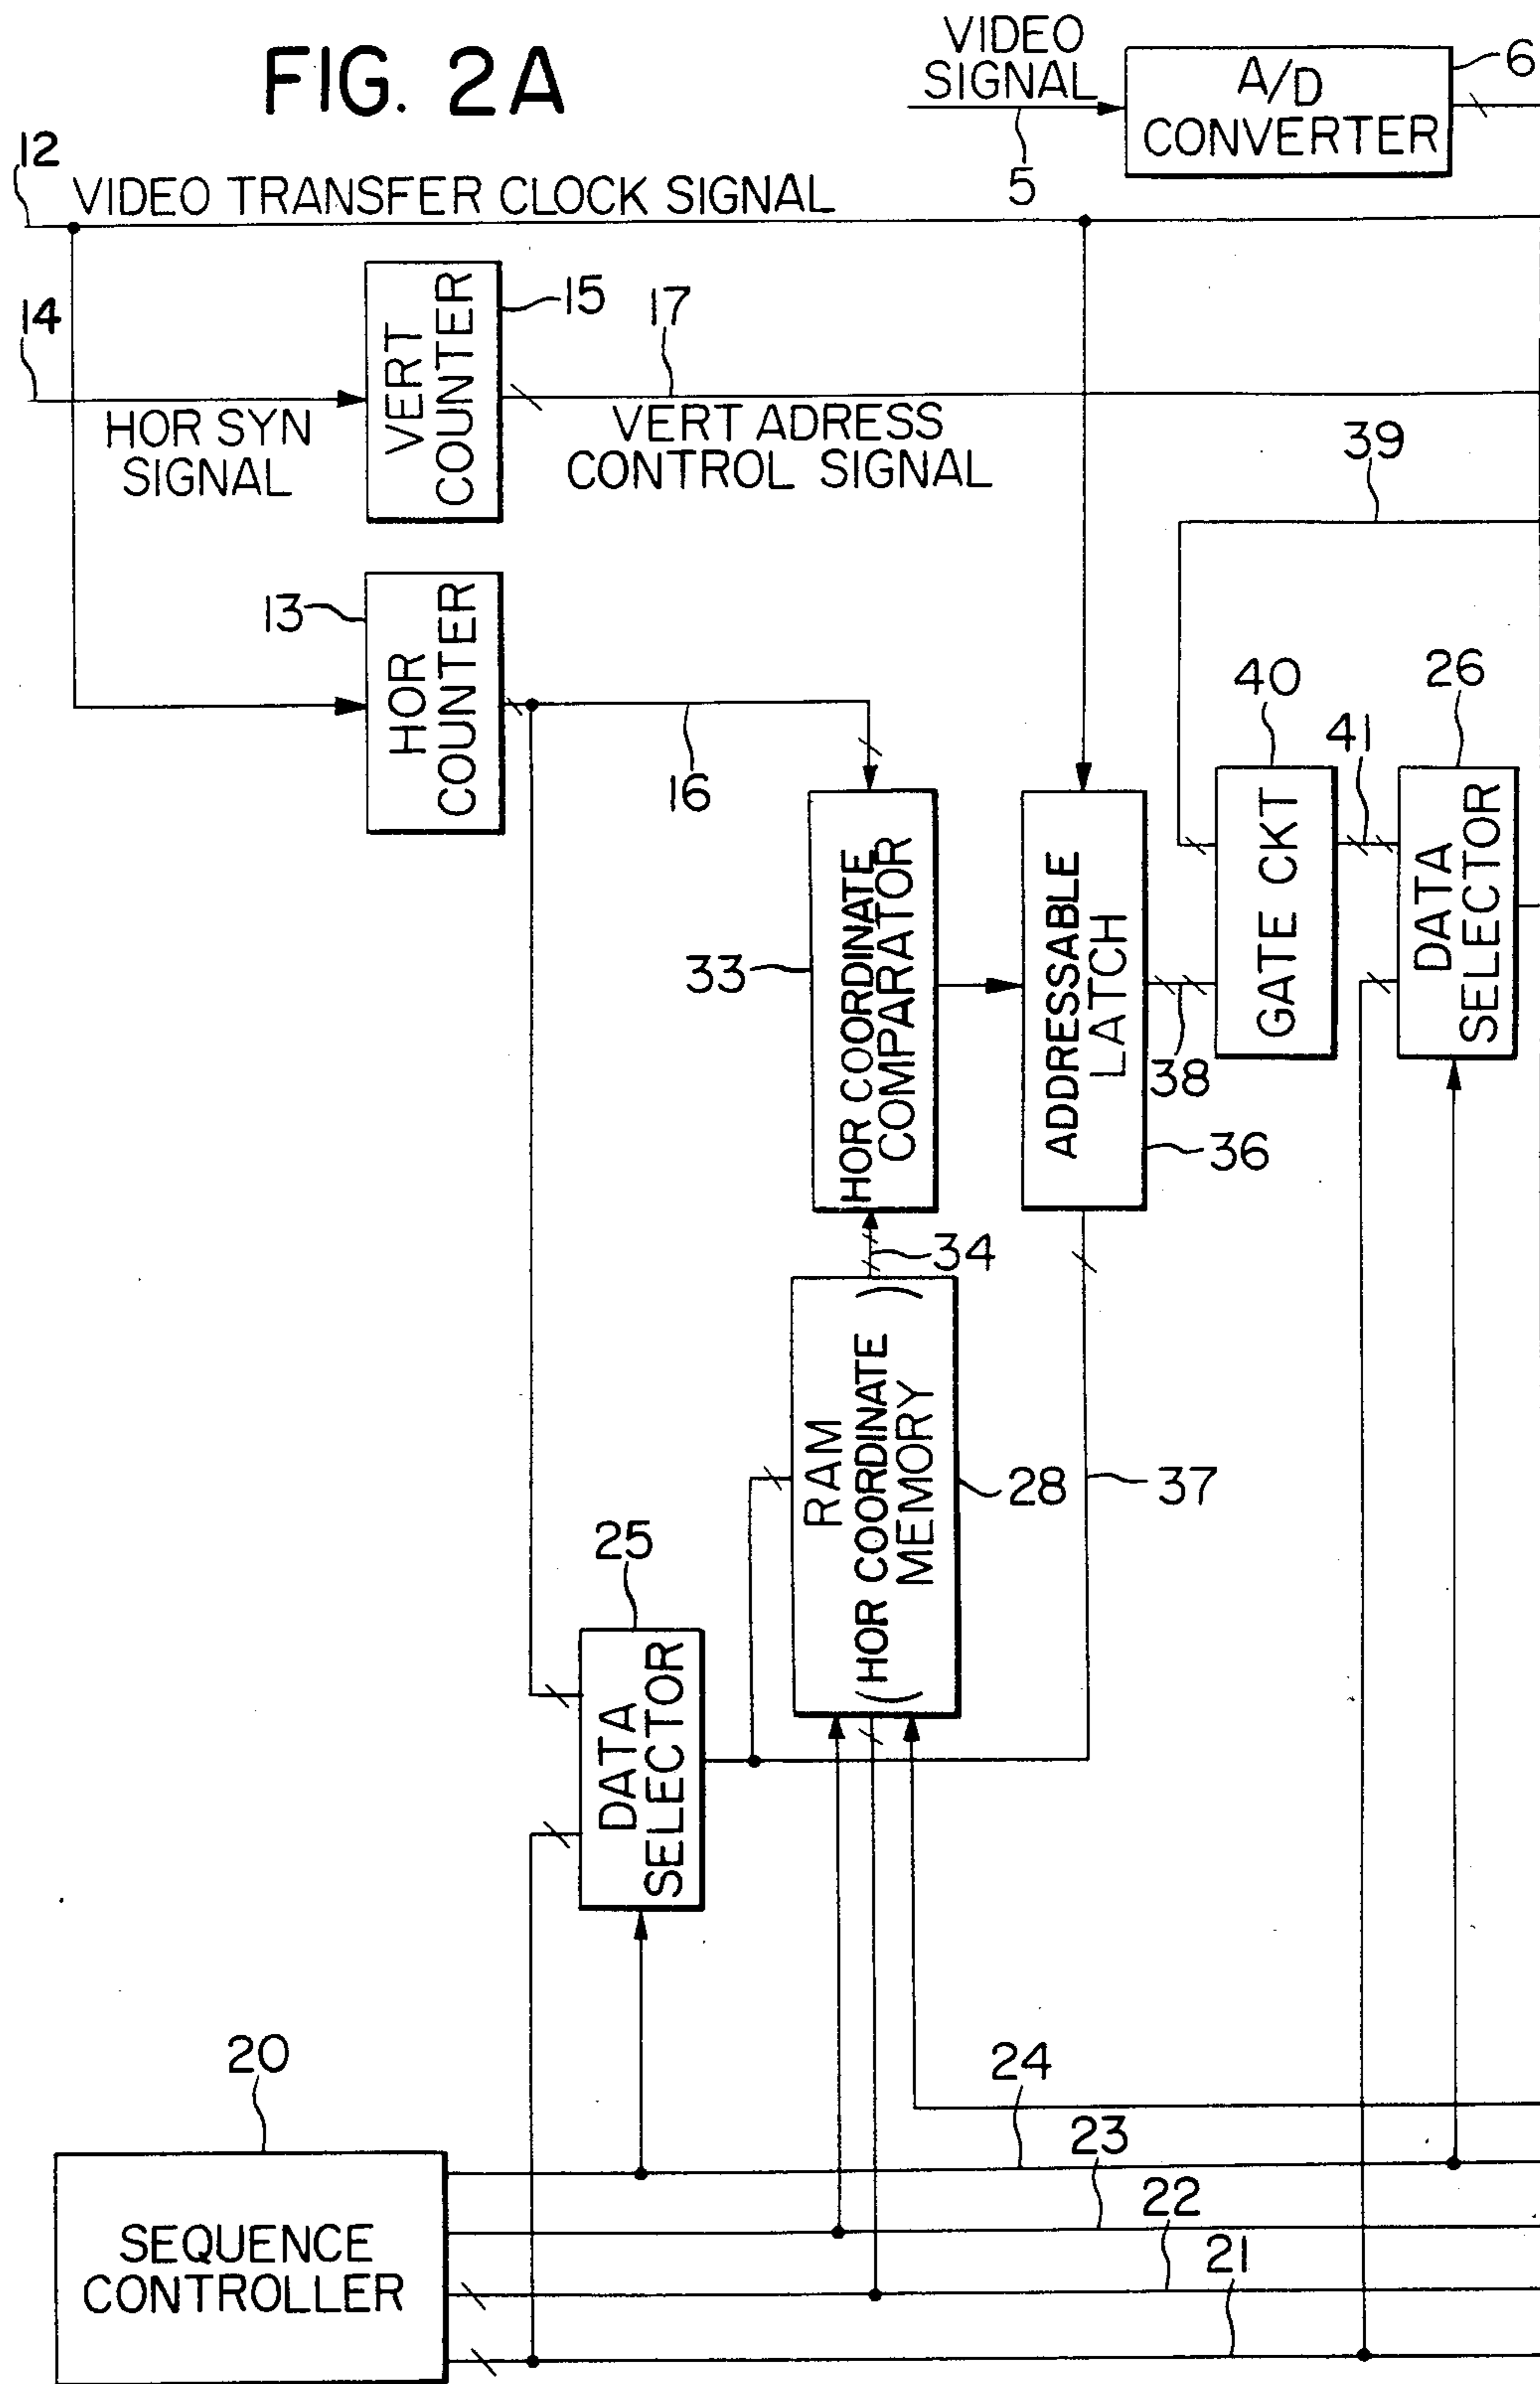 FIG. 2A
VIDEO
SIGNAL
5
A/D
CONVERTER
6
12
VIDEO TRANSFER CLOCK SIGNAL
14
HOR SYN
SIGNAL
VERT
COUNTER
15
17
VERT ADRESS
CONTROL SIGNAL
39
13
HOR
COUNTER
16
40
41
26
33
HOR COORDINATE
COMPARATOR
ADDRESSABLE
LATCH
38
36
GATE CKT
DATA
SELECTOR
34
RAM
(HOR COORDINATE
MEMORY)
28
37
25
DATA
SELECTOR
20
SEQUENCE
CONTROLLER
24
23
22
21